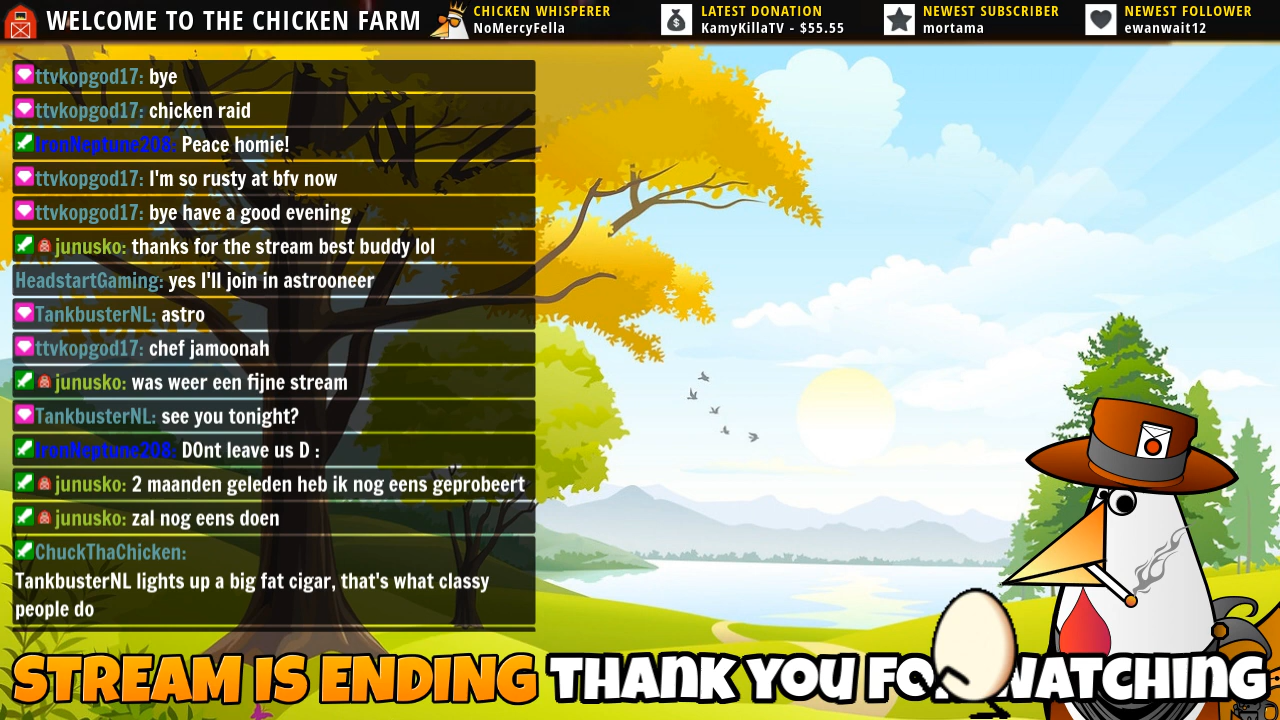 WELCOME TO THE CHICKEN FARM
CHICKEN WHISPERER
NoMercyFella
LATEST DONATION
KamyKillaTV - $55.55
NEWEST SUBSCRIBER
mortama
NEWEST FOLLOWER
ewanwait12
ttvkopgod17: bye
ttvkopgod17: chicken raid
IronNeptune208: Peace homie!
ttvkopgod17: I'm so rusty at bfv now
ttvkopgod17: bye have a good evening
junusko: thanks for the stream best buddy lol
HeadstartGaming: yes I'll join in astrooneer
TankbusterNL: astro
ttvkopgod17: chef jamoonah
junusko: was weer een fijne stream
TankbusterNL: see you tonight?
IronNeptune208: DOnt leave us D :
junusko: 2 maanden geleden heb ik nog eens geprobeert
junusko: zal nog eens doen
ChuckThaChicken:
TankbusterNL lights up a big fat cigar, that's what classy
people do
STREAM IS ENDING THANK YOU FOR WATCHING